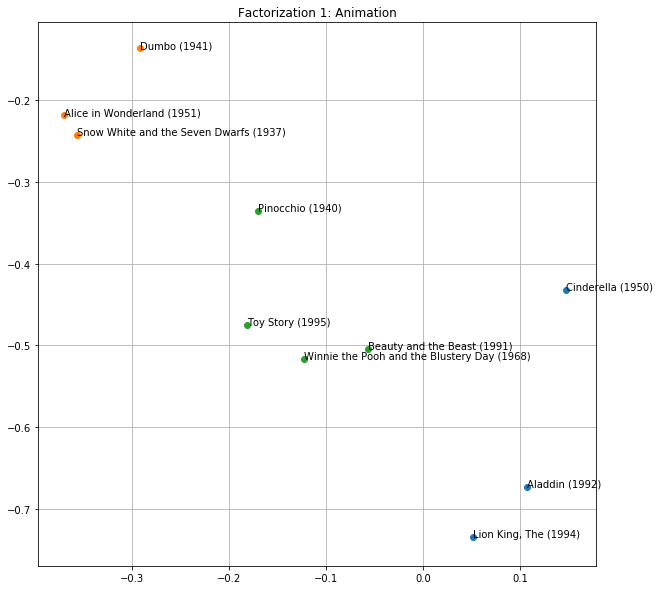 Factorization 1: Animation
Dumbo (1941)
−0.2
Alice in Wonderland (1951)
Snow White and the Seven Dwarfs (1937)
−0.3
Pinocchio (1940)
−0.4
Cinderella (1950)
Toy Story (1995)
−0.5
Beauty and the Beast (1991)
Winnie the Pooh and the Blustery Day (1968)
−0.6
Aladdin (1992)
−0.7
Lion King, The (1994)
−0.3 −0.2 −0.1 0.0 0.1